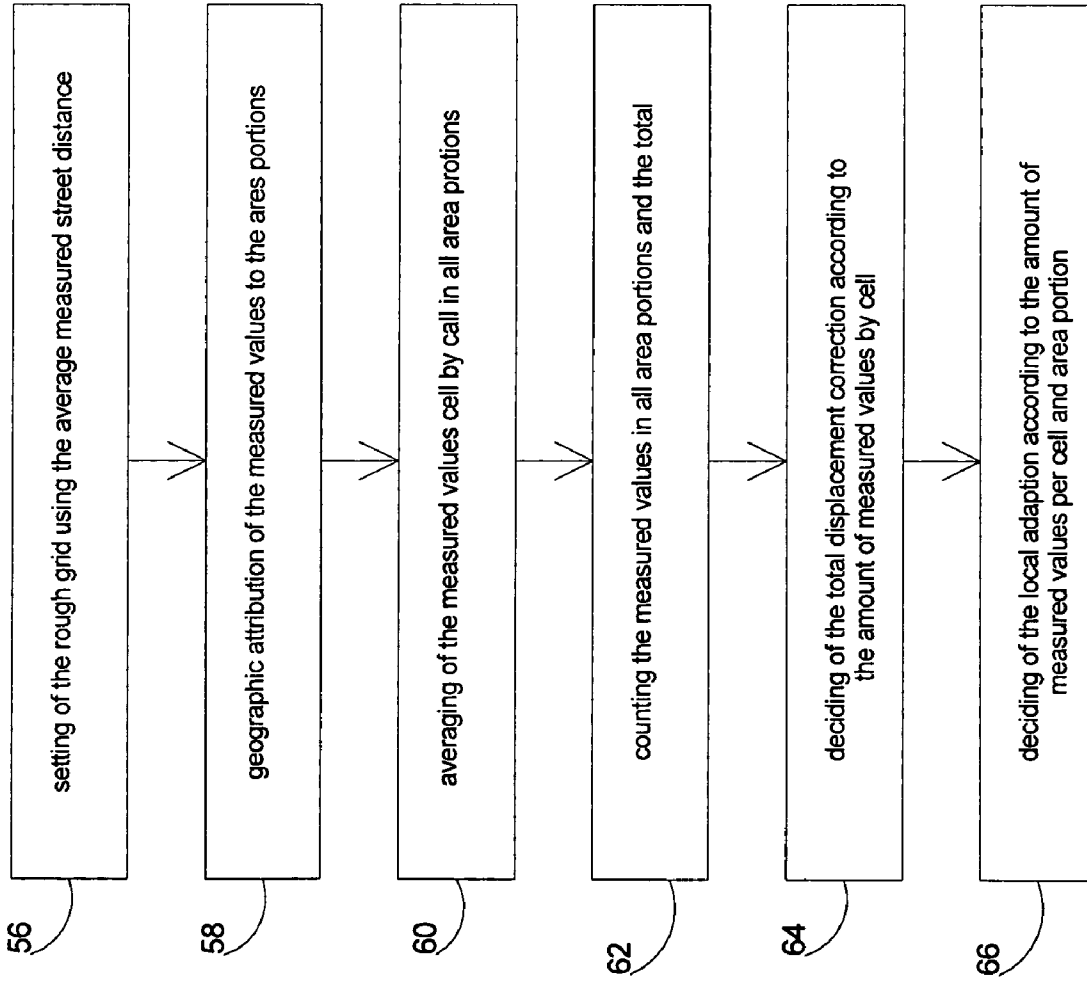 56
setting of the rough grid using the average measured street distance
58
geographic attribution of the measured values to the ares portions
60
averaging of the measured values cell by call in all area protions
62
counting the measured values in all area portions and the total
64
deciding of the total displacement correction according to
the amount of measured values by cell
66
deciding of the local adaption according to the amount of
measured values per cell and area portion